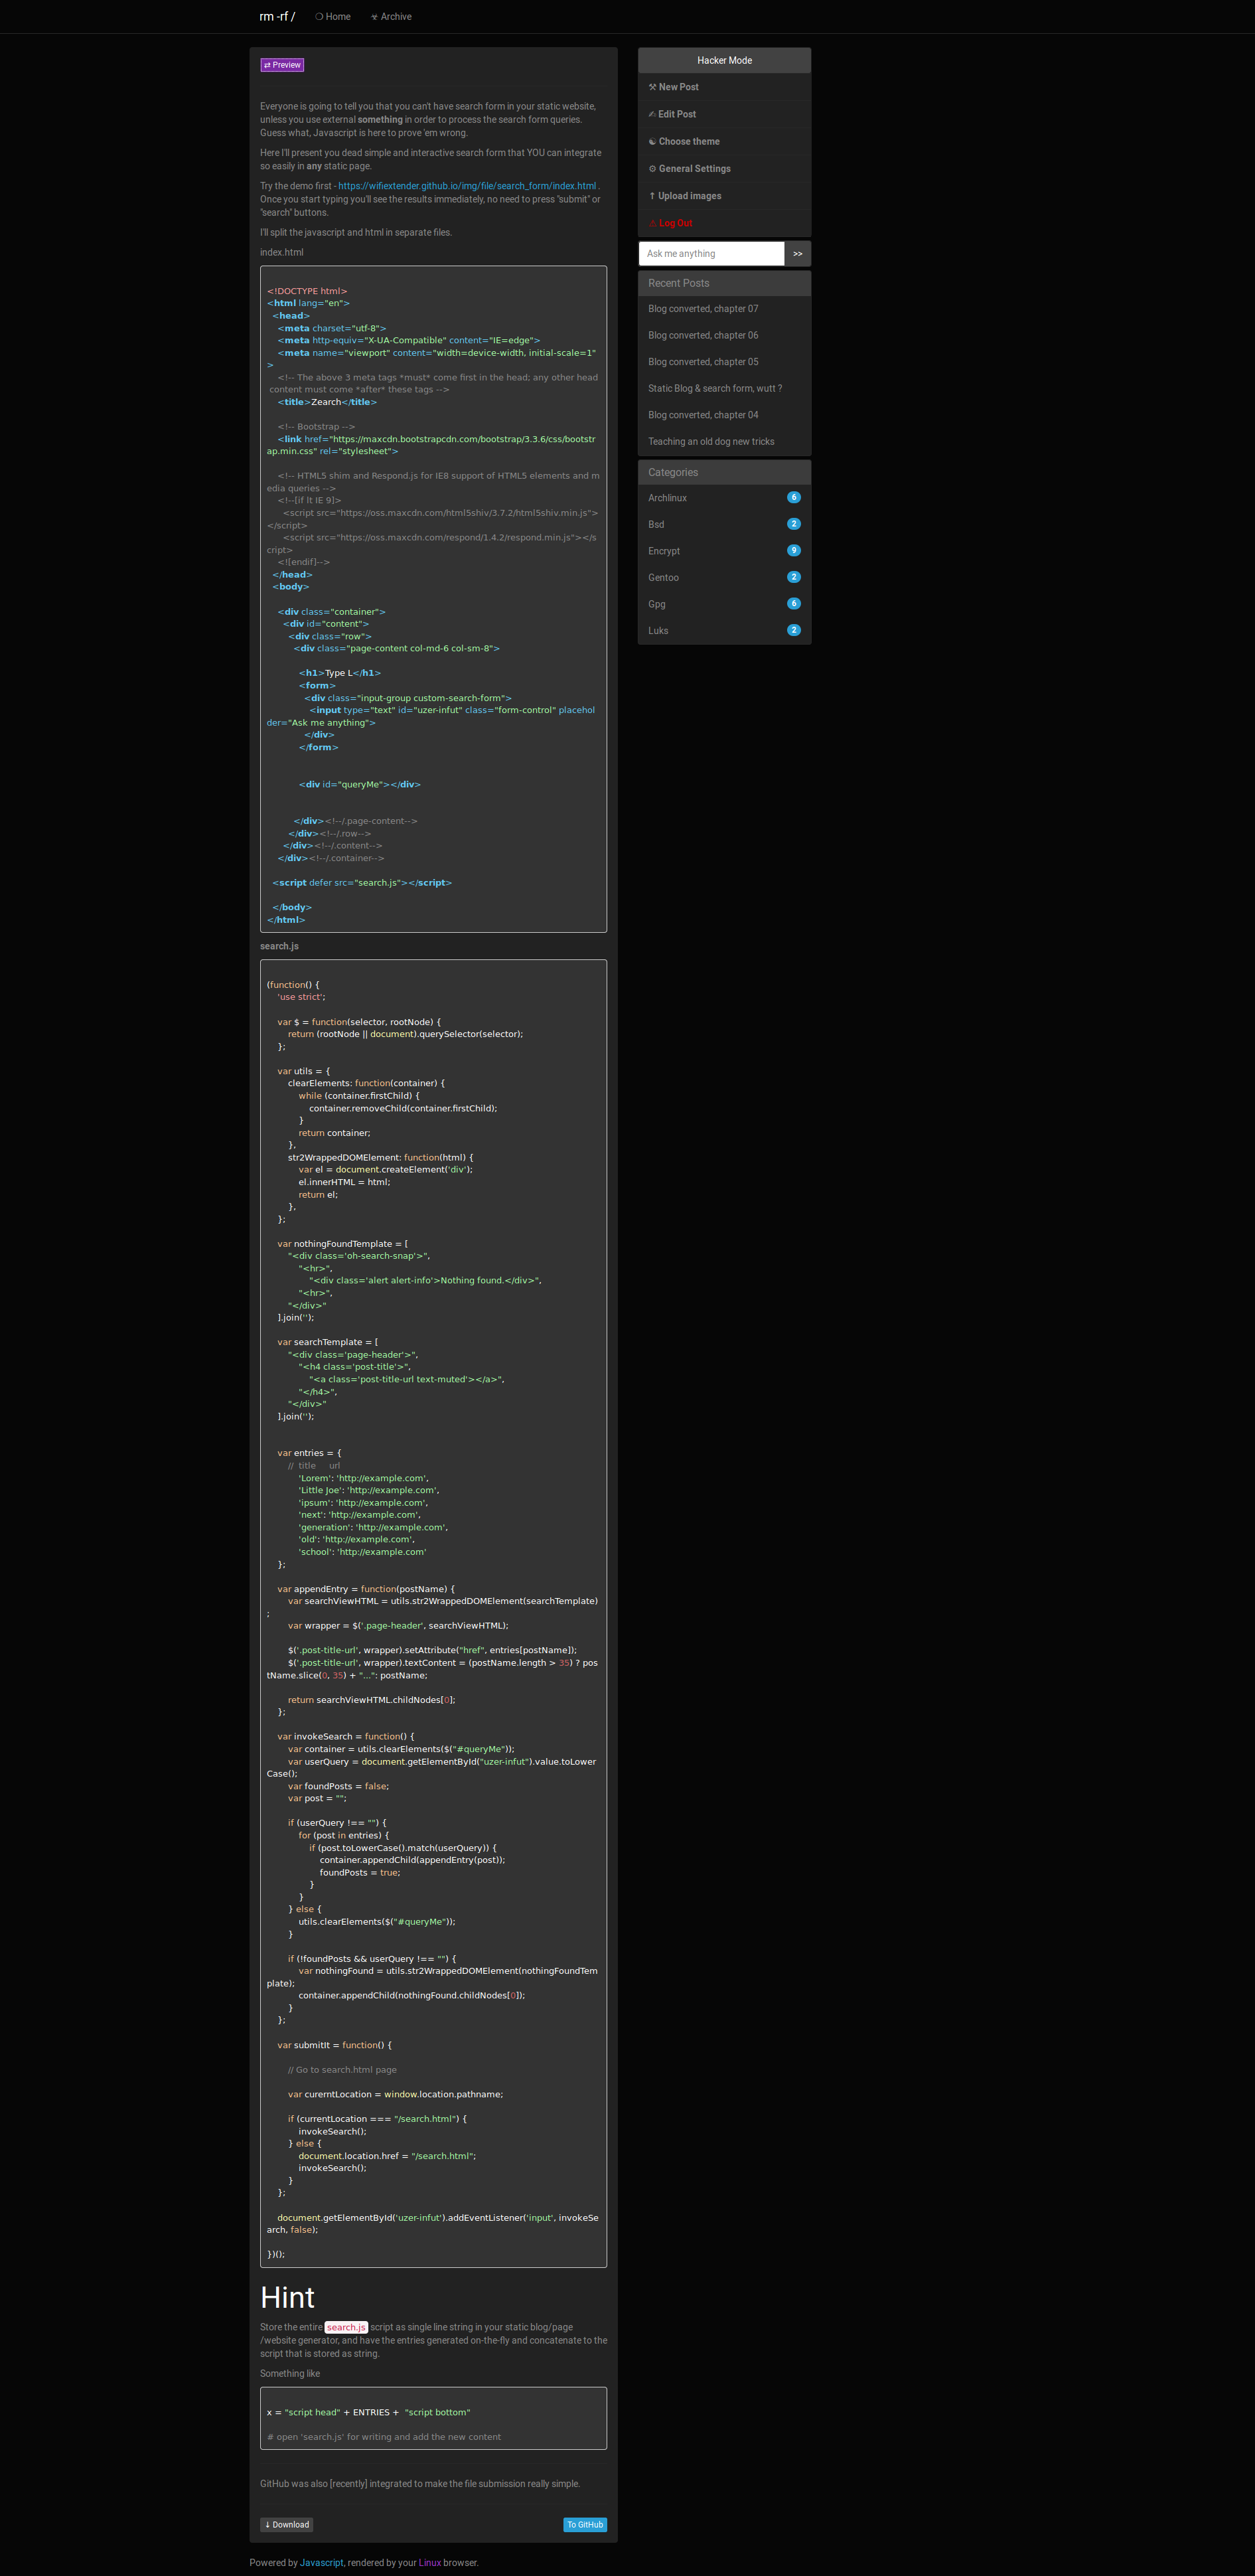 rm -rf /
❍ Home
☣ Archive
⇄ Preview
Everyone is going to tell you that you can't have search form in your static website,
unless you use external something in order to process the search form queries.
Guess what, Javascript is here to prove 'em wrong.
Here I'll present you dead simple and interactive search form that YOU can integrate
so easily in any static page.
Try the demo first - https://wifiextender.github.io/img/file/search_form/index.html .
Once you start typing you'll see the results immediately, no need to press "submit" or
"search" buttons.
I'll split the javascript and html in separate files.
index.html
<!DOCTYPE html>
<html lang="en">
  <head>
    <meta charset="utf-8">
    <meta http-equiv="X-UA-Compatible" content="IE=edge">
    <meta name="viewport" content="width=device-width, initial-scale=1"
>
    <!-- The above 3 meta tags *must* come first in the head; any other head
 content must come *after* these tags -->
    <title>Zearch</title>
    <!-- Bootstrap -->
    <link href="https://maxcdn.bootstrapcdn.com/bootstrap/3.3.6/css/bootstr
ap.min.css" rel="stylesheet">
    <!-- HTML5 shim and Respond.js for IE8 support of HTML5 elements and m
edia queries -->
    <!--[if lt IE 9]>
      <script src="https://oss.maxcdn.com/html5shiv/3.7.2/html5shiv.min.js">
</script>
      <script src="https://oss.maxcdn.com/respond/1.4.2/respond.min.js"></s
cript>
    <![endif]-->
  </head>
  <body>
    <div class="container">
      <div id="content">
        <div class="row">
          <div class="page-content col-md-6 col-sm-8">
            <h1>Type L</h1>
            <form>
              <div class="input-group custom-search-form">
                <input type="text" id="uzer-infut" class="form-control" placehol
der="Ask me anything">
              </div>
            </form>
            <div id="queryMe"></div>
          </div><!--/.page-content-->
        </div><!--/.row-->
      </div><!--/.content-->
    </div><!--/.container-->
  <script defer src="search.js"></script>
  </body>
</html>
search.js
(function() {
    'use strict';
    var $ = function(selector, rootNode) {
        return (rootNode || document).querySelector(selector);
    };
    var utils = {
        clearElements: function(container) {
            while (container.firstChild) {
                container.removeChild(container.firstChild);
            }
            return container;
        },
        str2WrappedDOMElement: function(html) {
            var el = document.createElement('div');
            el.innerHTML = html;
            return el;
        },
    };
    var nothingFoundTemplate = [
        "<div class='oh-search-snap'>",
            "<hr>",
                "<div class='alert alert-info'>Nothing found.</div>",
            "<hr>",
        "</div>"
    ].join('');
    var searchTemplate = [
        "<div class='page-header'>",
            "<h4 class='post-title'>",
                "<a class='post-title-url text-muted'></a>",
            "</h4>",
        "</div>"
    ].join('');
    var entries = {
        //  title     url
            'Lorem': 'http://example.com',
            'Little Joe': 'http://example.com',
            'ipsum': 'http://example.com',
            'next': 'http://example.com',
            'generation': 'http://example.com',
            'old': 'http://example.com',
            'school': 'http://example.com'
    };
    var appendEntry = function(postName) {
        var searchViewHTML = utils.str2WrappedDOMElement(searchTemplate)
;
        var wrapper = $('.page-header', searchViewHTML);
        $('.post-title-url', wrapper).setAttribute("href", entries[postName]);
        $('.post-title-url', wrapper).textContent = (postName.length > 35) ? pos
tName.slice(0, 35) + "...": postName;
        return searchViewHTML.childNodes[0];
    };
    var invokeSearch = function() {
        var container = utils.clearElements($("#queryMe"));
        var userQuery = document.getElementById("uzer-infut").value.toLower
Case();
        var foundPosts = false;
        var post = "";
        if (userQuery !== "") {
            for (post in entries) {
                if (post.toLowerCase().match(userQuery)) {
                    container.appendChild(appendEntry(post));
                    foundPosts = true;
                }
            }
        } else {
            utils.clearElements($("#queryMe"));
        }
        if (!foundPosts && userQuery !== "") {
            var nothingFound = utils.str2WrappedDOMElement(nothingFoundTem
plate);
            container.appendChild(nothingFound.childNodes[0]);
        }
    };
    var submitIt = function() {
        // Go to search.html page
        var curerntLocation = window.location.pathname;
        if (currentLocation === "/search.html") {
            invokeSearch();
        } else {
            document.location.href = "/search.html";
            invokeSearch();
        }
    };
    document.getElementById('uzer-infut').addEventListener('input', invokeSe
arch, false);
})();
Hint
Store the entire search.js script as single line string in your static blog/page
/website generator, and have the entries generated on-the-fly and concatenate to the
script that is stored as string.
Something like
x = "script head" + ENTRIES +  "script bottom"
# open 'search.js' for writing and add the new content
GitHub was also [recently] integrated to make the file submission really simple.
↓ Download
To GitHub
Hacker Mode
⚒ New Post
✍ Edit Post
☯ Choose theme
⚙ General Settings
↑ Upload images
⚠ Log Out
Ask me anything
>>
Recent Posts
Blog converted, chapter 07
Blog converted, chapter 06
Blog converted, chapter 05
Static Blog & search form, wutt ?
Blog converted, chapter 04
Teaching an old dog new tricks
Categories
Archlinux 6
Bsd 2
Encrypt 9
Gentoo 2
Gpg 6
Luks 2
Powered by Javascript, rendered by your Linux browser.